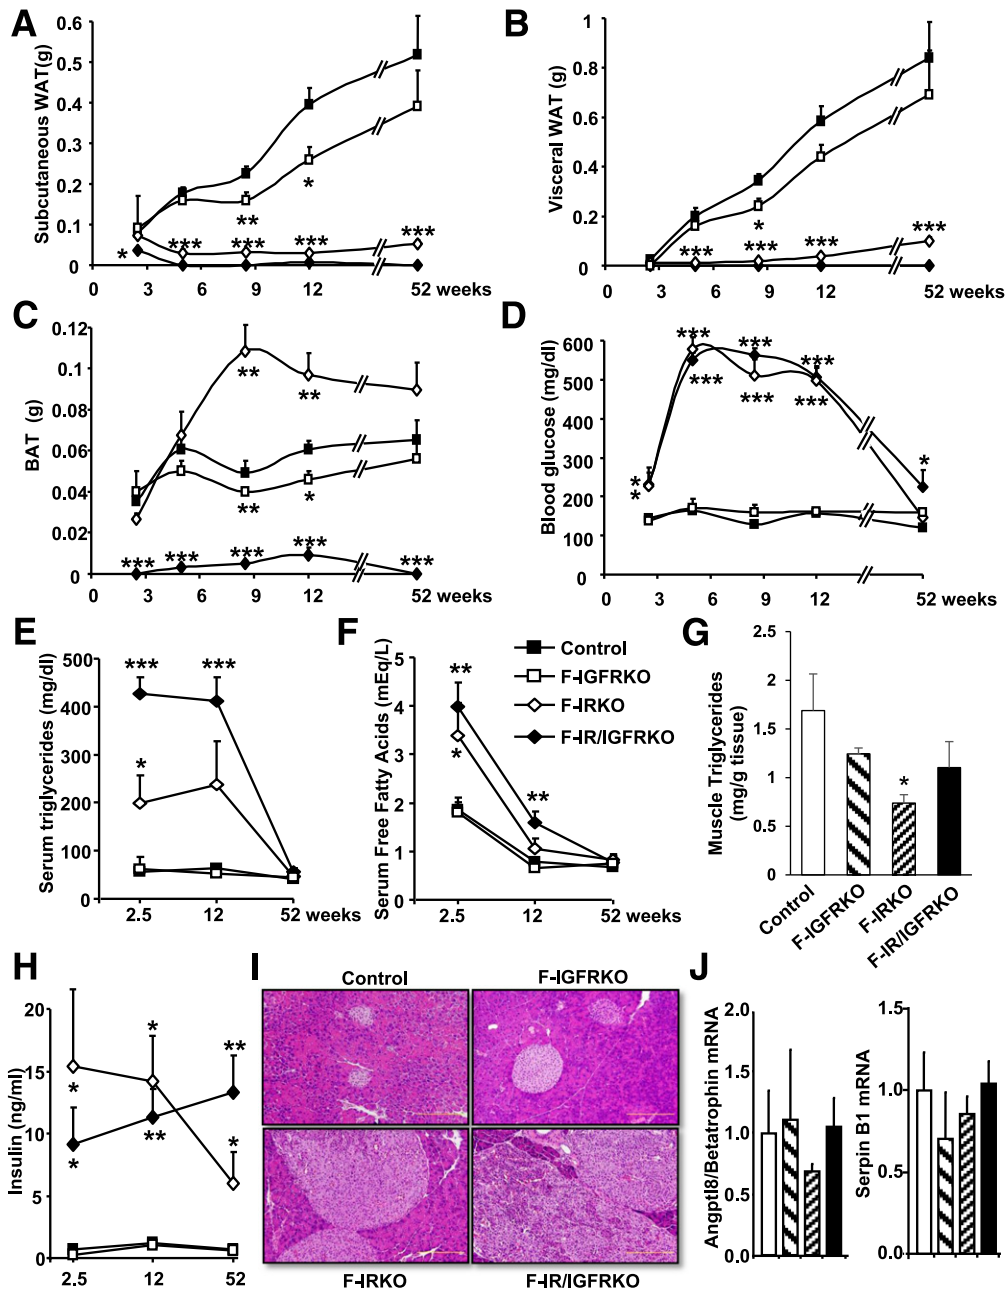 A
Subcutaneous WAT(g)
0.6
0.5
0.4
0.3
0.2
0.1
0
*
***
**
***
*
***
***
0 3 6 9 12 52 weeks
B
Visceral WAT (g)
1
0.8
0.6
0.4
0.2
0
***
*
***
***
***
0 3 6 9 12 52 weeks
C
BAT (g)
0.12
0.1
0.08
0.06
0.04
0.02
0
**
**
**
*
***
***
***
***
***
0 3 6 9 12 52 weeks
D
Blood glucose (mg/dl)
600
500
400
300
200
100
0
*
*
***
***
***
***
***
***
*
0 3 6 9 12 52 weeks
E
Serum triglycerides (mg/dl)
500
400
300
200
100
0
***
***
*
2.5 12 52 weeks
F
Serum Free Fatty Acids (mEq/L)
5
4
3
2
1
0
**
*
**
2.5 12 52 weeks
Control
F-IGFRKO
F-IRKO
F-IR/IGFRKO
G
Muscle Triglycerides
(mg/g tissue)
2.5
2
1.5
1
0.5
0
*
Control
F-IGFRKO
F-IRKO
F-IR/IGFRKO
H
Insulin (ng/ml)
20
15
10
5
0
*
*
*
**
**
*
2.5 12 52
I
Control F-IGFRKO
F-IRKO F-IR/IGFRKO
J
Angptl8/Betatrophin mRNA
2.0
1.5
1.0
0.5
0.0
Serpin B1 mRNA
1.5
1.0
0.5
0.0